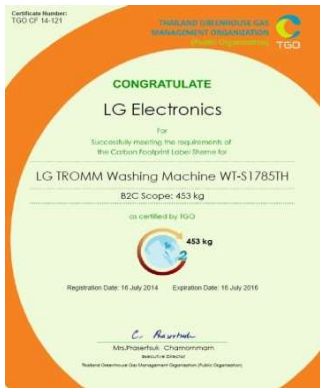 Certificate Number:
TGO CF 14-121
THAILAND GREENHOUSE GAS
MANAGEMENT ORGANIZATION
(Public Organization)
TGO
CONGRATULATE
LG Electronics
For
Successfully meeting the requirements of
the Carbon Footprint Label Sheme for
LG TROMM Washing Machine WT-S1785TH
B2C Scope: 453 kg
as certified by TGO
453 kg
2
Registration Date: 16 July 2014 Expiration Date: 16 July 2016
Mrs.Prasertsuk Chamornmarn
Executive Director
Thailand Greenhouse Gas Management Organization (Public Organization)